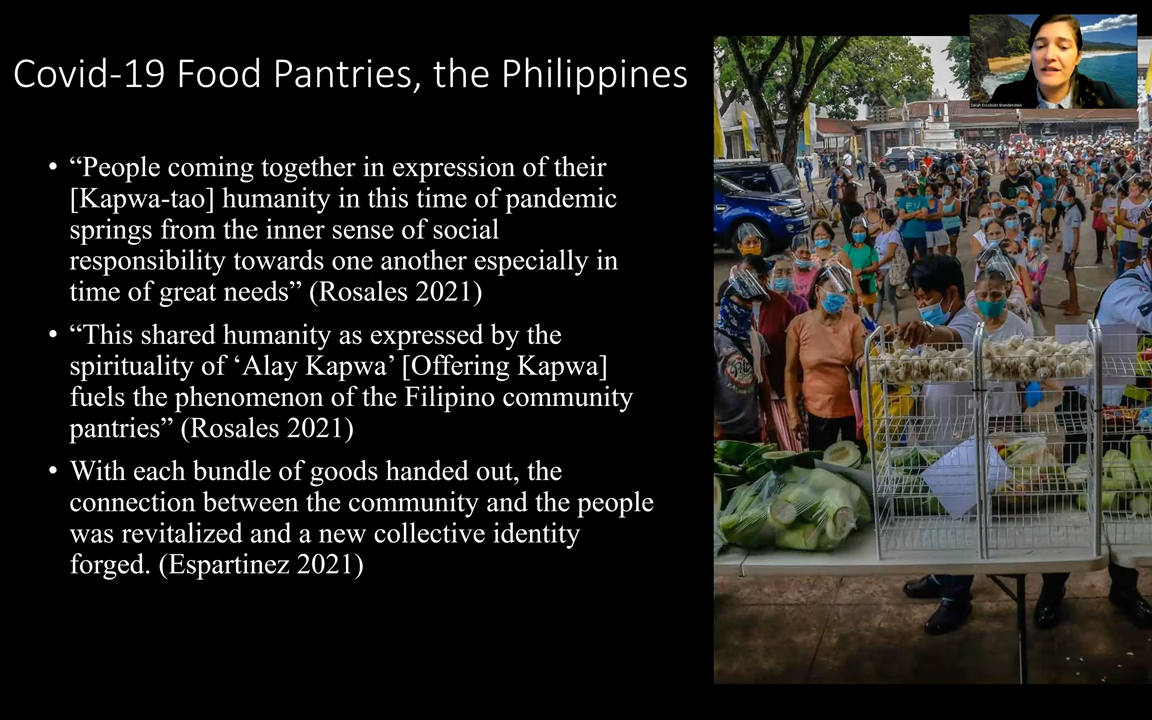 Covid-19 Food Pantries, the Philippines
• “People coming together in expression of their
[Kapwa-tao] humanity in this time of pandemic
springs from the inner sense of social
responsibility towards one another especially in
time of great needs” (Rosales 2021)
• “This shared humanity as expressed by the
spirituality of ‘Alay Kapwa’ [Offering Kapwa]
fuels the phenomenon of the Filipino community
pantries” (Rosales 2021)
• With each bundle of goods handed out, the
connection between the community and the people
was revitalized and a new collective identity
forged. (Espartinez 2021)